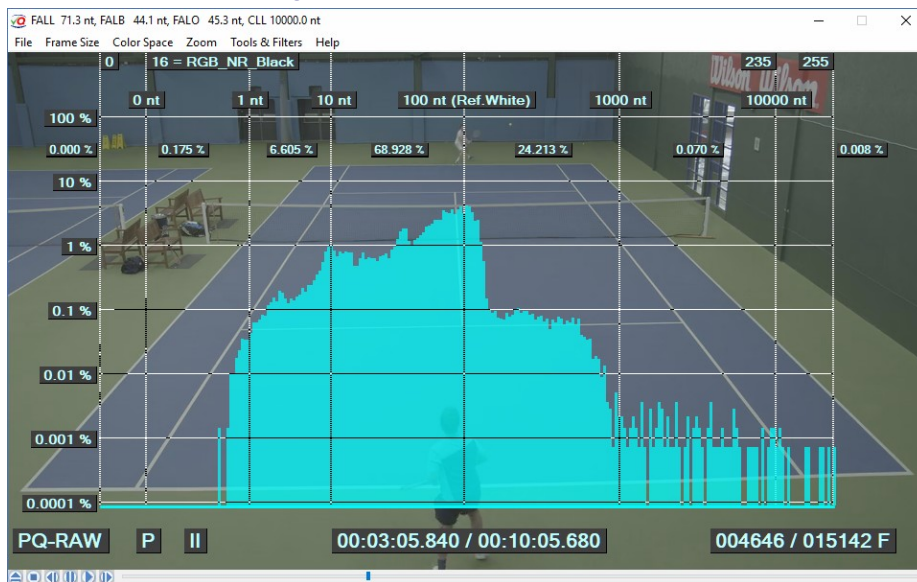 FALL 71.3 nt, FALB 44.1 nt, FALO 45.3 nt, CLL 10000.0 nt
File Frame Size Color Space Zoom Tools & Filters Help
0 16 = RGB_NR_Black 235 255
Wilson Wilson
0 nt 1 nt 10 nt 100 nt (Ref.White) 1000 nt 10000 nt
100 %
0.000 % 0.175 % 6.605 % 68.928 % 24.213 % 0.070 % 0.008 %
10 %
1 %
0.1 %
0.01 %
0.001 %
0.0001 %
PQ-RAW P II 00:03:05.840 / 00:10:05.680 004646 / 015142 F